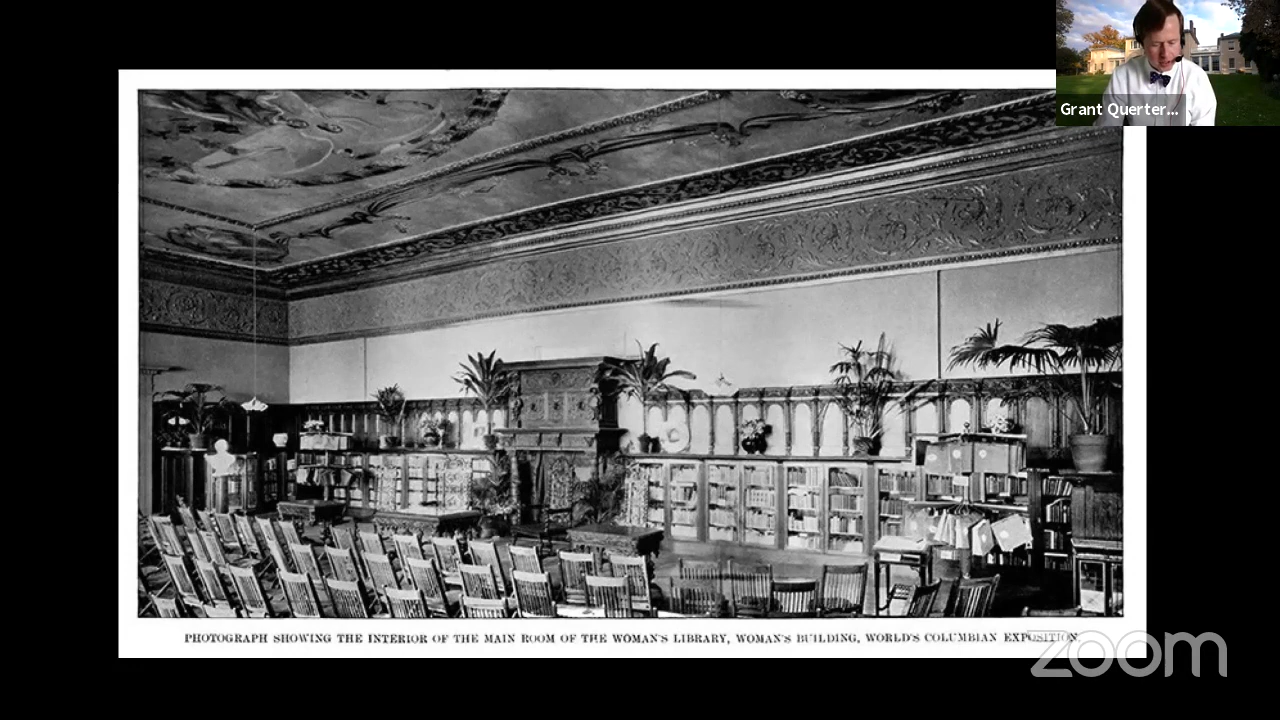 Grant Querter...
PHOTOGRAPH SHOWING THE INTERIOR OF THE MAIN ROOM OF THE WOMAN'S LIBRARY, WOMAN'S BUILDING, WORLD'S COLUMBIAN EXPOSITION.
zoom